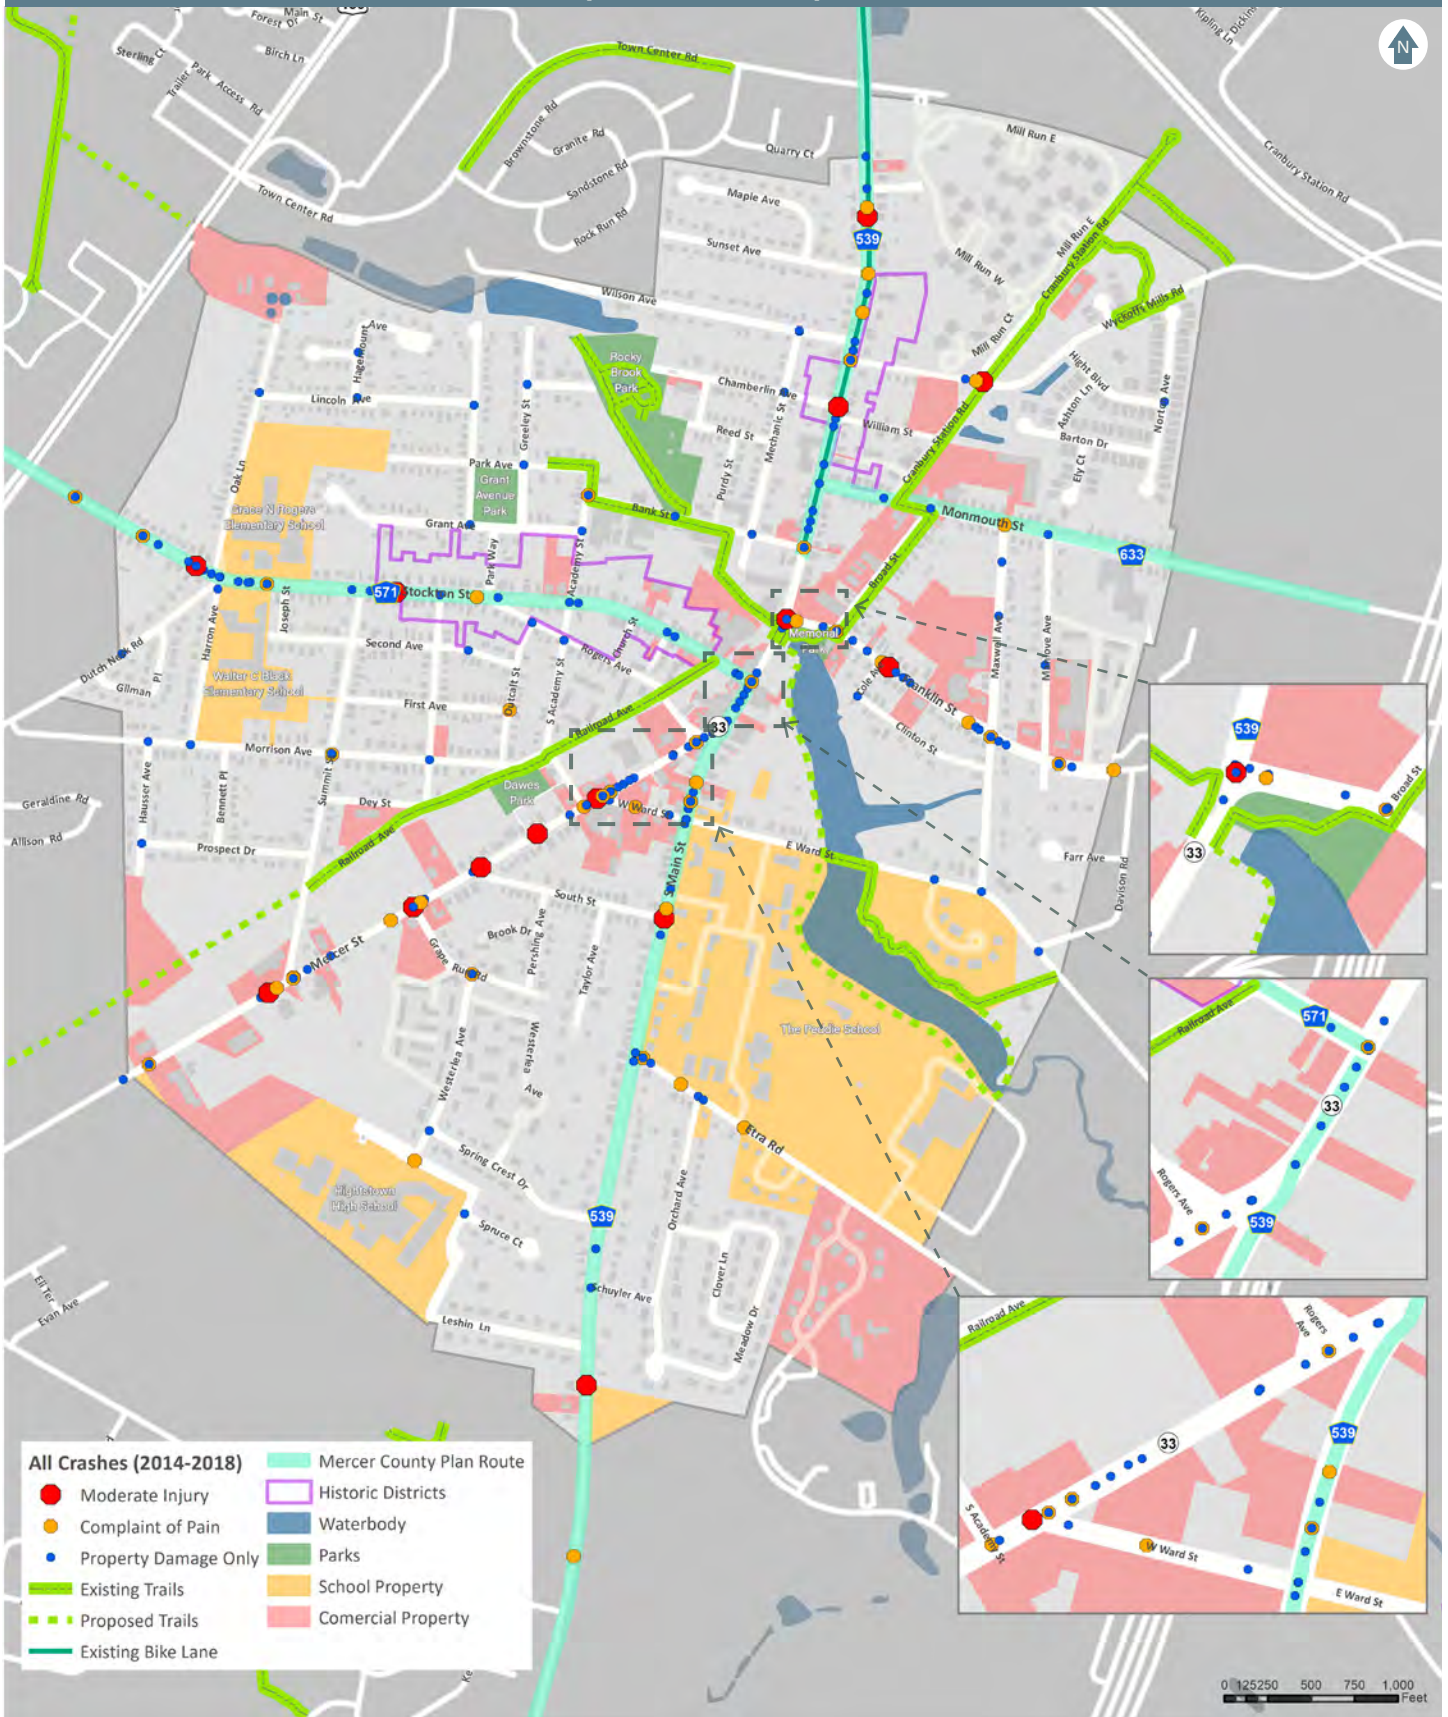 Main St
Forest Dr
Sterling Ct
Birch Ln
Trailer
Park Access Rd
Town Center Rd
Kipling Ln
N
Brownstone Rd
Granite Rd
Sandstone Rd
Rock Run Rd
Quarry Ct
Mill Run E
Cranbury Station Rd
Town Center Rd
Maple Ave
Sunset Ave
539
Mill Run W
Mill Run E
Cranbury Station Rd
Wyckoffs Mills Rd
Wilson Ave
Mill Run Ct
Hagemount
Ave
Lincoln Ave
Rocky
Brook
Park
Chamberlin Ave
Hight Blvd
Ashton Ln
Norton Ave
Greeley St
Reed St
Mechanic St
William St
Cranbury Station Rd
Barton Dr
Ely Ct
Oak Ln
Park Ave
Purdy St
Grant
Avenue
Park
Grace N Rogers
Elementary School
Grant Ave
Bank St
Monmouth St
633
Park Way
Academy St
Broad St
571
Stockton St
Joseph St
Harron Ave
Second Ave
Church St
Rogers Ave
Memorial
Park
Maxwell Ave
Manlove Ave
Dutch Neck Rd
Gilman Pl
Walter C Black
Elementary School
First Ave
Outcalt St
S Academy St
Railroad Ave
Cole Ave
Franklin St
Clinton St
33
Morrison Ave
Hausser Ave
Bennett Pl
Summit St
Dawes
Park
W Ward St
Geraldine Rd
Allison Rd
Dey St
Prospect Dr
Railroad Ave
S Main St
E Ward St
Farr Ave
Davison Rd
South St
Mercer St
Brook Dr
Grape Run Rd
Pershing Ave
Taylor Ave
Westerlea Ave
Westerlea
Ave
The Peddie School
Etra Rd
Spring Crest Dr
Hightstown
High School
Spruce Ct
Orchard Ave
539
Clover Ln
Schuyler Ave
Leshin Ln
Meadow Dr
Eli Ter
Evan Ave
539
33
Broad St
Railroad Ave
571
33
Rogers Ave
539
Railroad Ave
Rogers
Ave
33
539
S Academy St
W Ward St
E Ward St
All Crashes (2014-2018)
Moderate Injury
Complaint of Pain
Property Damage Only
Existing Trails
Proposed Trails
Existing Bike Lane
Mercer County Plan Route
Historic Districts
Waterbody
Parks
School Property
Comercial Property
0 125250 500 750 1,000
Feet